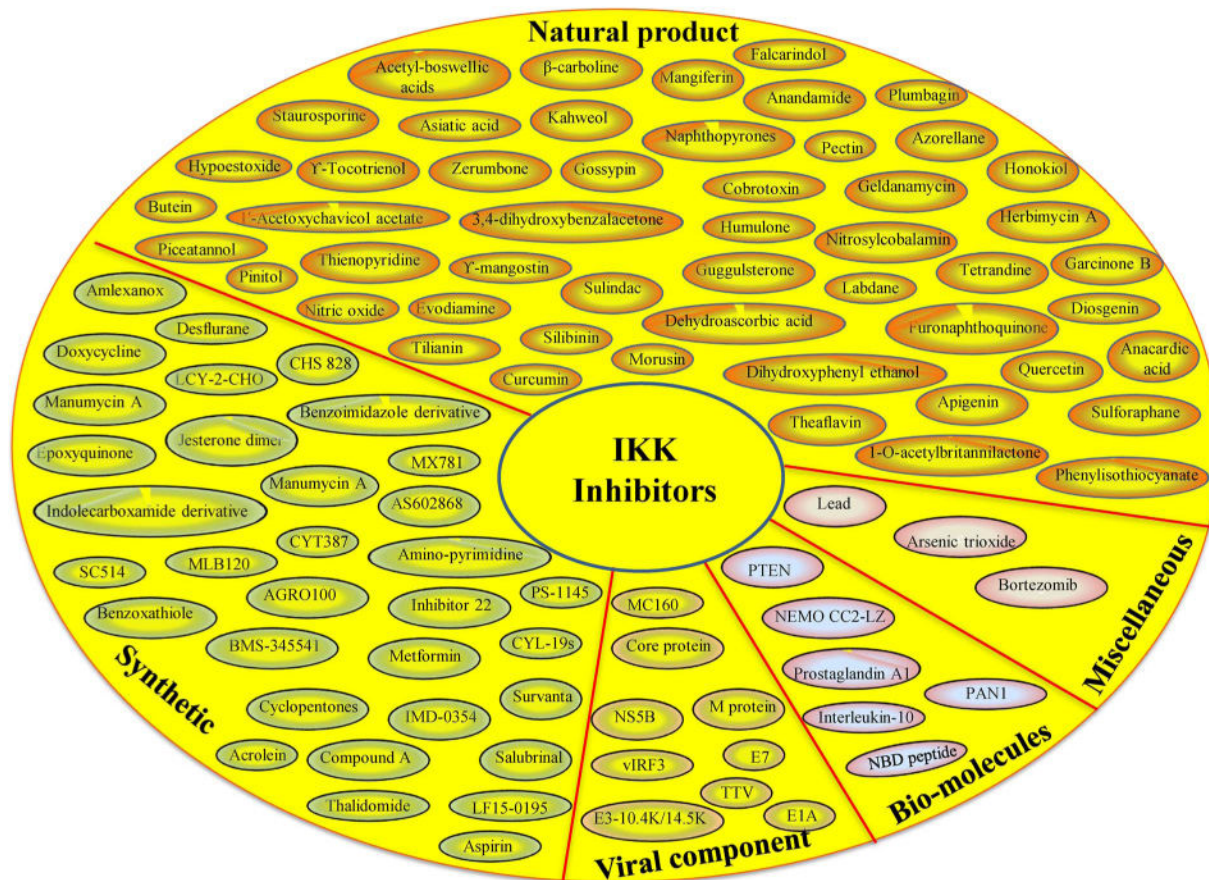 Natural product
Acetyl-boswellic
acids
β-carboline
Mangiferin
Falcarindol
Anandamide
Plumbagin
Staurosporine
Asiatic acid
Kahweol
Naphthopyrones
Pectin
Azorellane
Hypoestoxide
ϒ-Tocotrienol
Zerumbone
Gossypin
Cobrotoxin
Geldanamycin
Honokiol
Butein
1'-Acetoxychavicol acetate
3,4-dihydroxybenzalacetone
Humulone
Nitrosylcobalamin
Herbimycin A
Piceatannol
Pinitol
Thienopyridine
ϒ-mangostin
Sulindac
Guggulsterone
Labdane
Tetrandine
Garcinone B
Nitric oxide
Evodiamine
Dehydroascorbic acid
Furonaphthoquinone
Diosgenin
Tilianin
Silibinin
Morusin
Curcumin
Dihydroxyphenyl ethanol
Quercetin
Anacardic
acid
Apigenin
Sulforaphane
Theaflavin
1-O-acetylbritannilactone
Phenylisothiocyanate
IKK
Inhibitors
Amlexanox
Desflurane
Doxycycline
LCY-2-CHO
CHS 828
Manumycin A
Benzoimidazole derivative
Jesterone dimer
Epoxyquinone
MX781
Manumycin A
Indolecarboxamide derivative
AS602868
CYT387
Amino-pyrimidine
SC514
MLB120
AGRO100
Inhibitor 22
PS-1145
Benzoxathiole
BMS-345541
Metformin
CYL-19s
Cyclopentones
IMD-0354
Survanta
Acrolein
Compound A
Salubrinal
Thalidomide
LF15-0195
Aspirin
Synthetic
MC160
Core protein
NS5B
M protein
vIRF3
E7
TTV
E3-10.4K/14.5K
E1A
Viral component
PTEN
NEMO CC2-LZ
Prostaglandin A1
PAN1
Interleukin-10
NBD peptide
Bio-molecules
Lead
Arsenic trioxide
Bortezomib
Miscellaneous